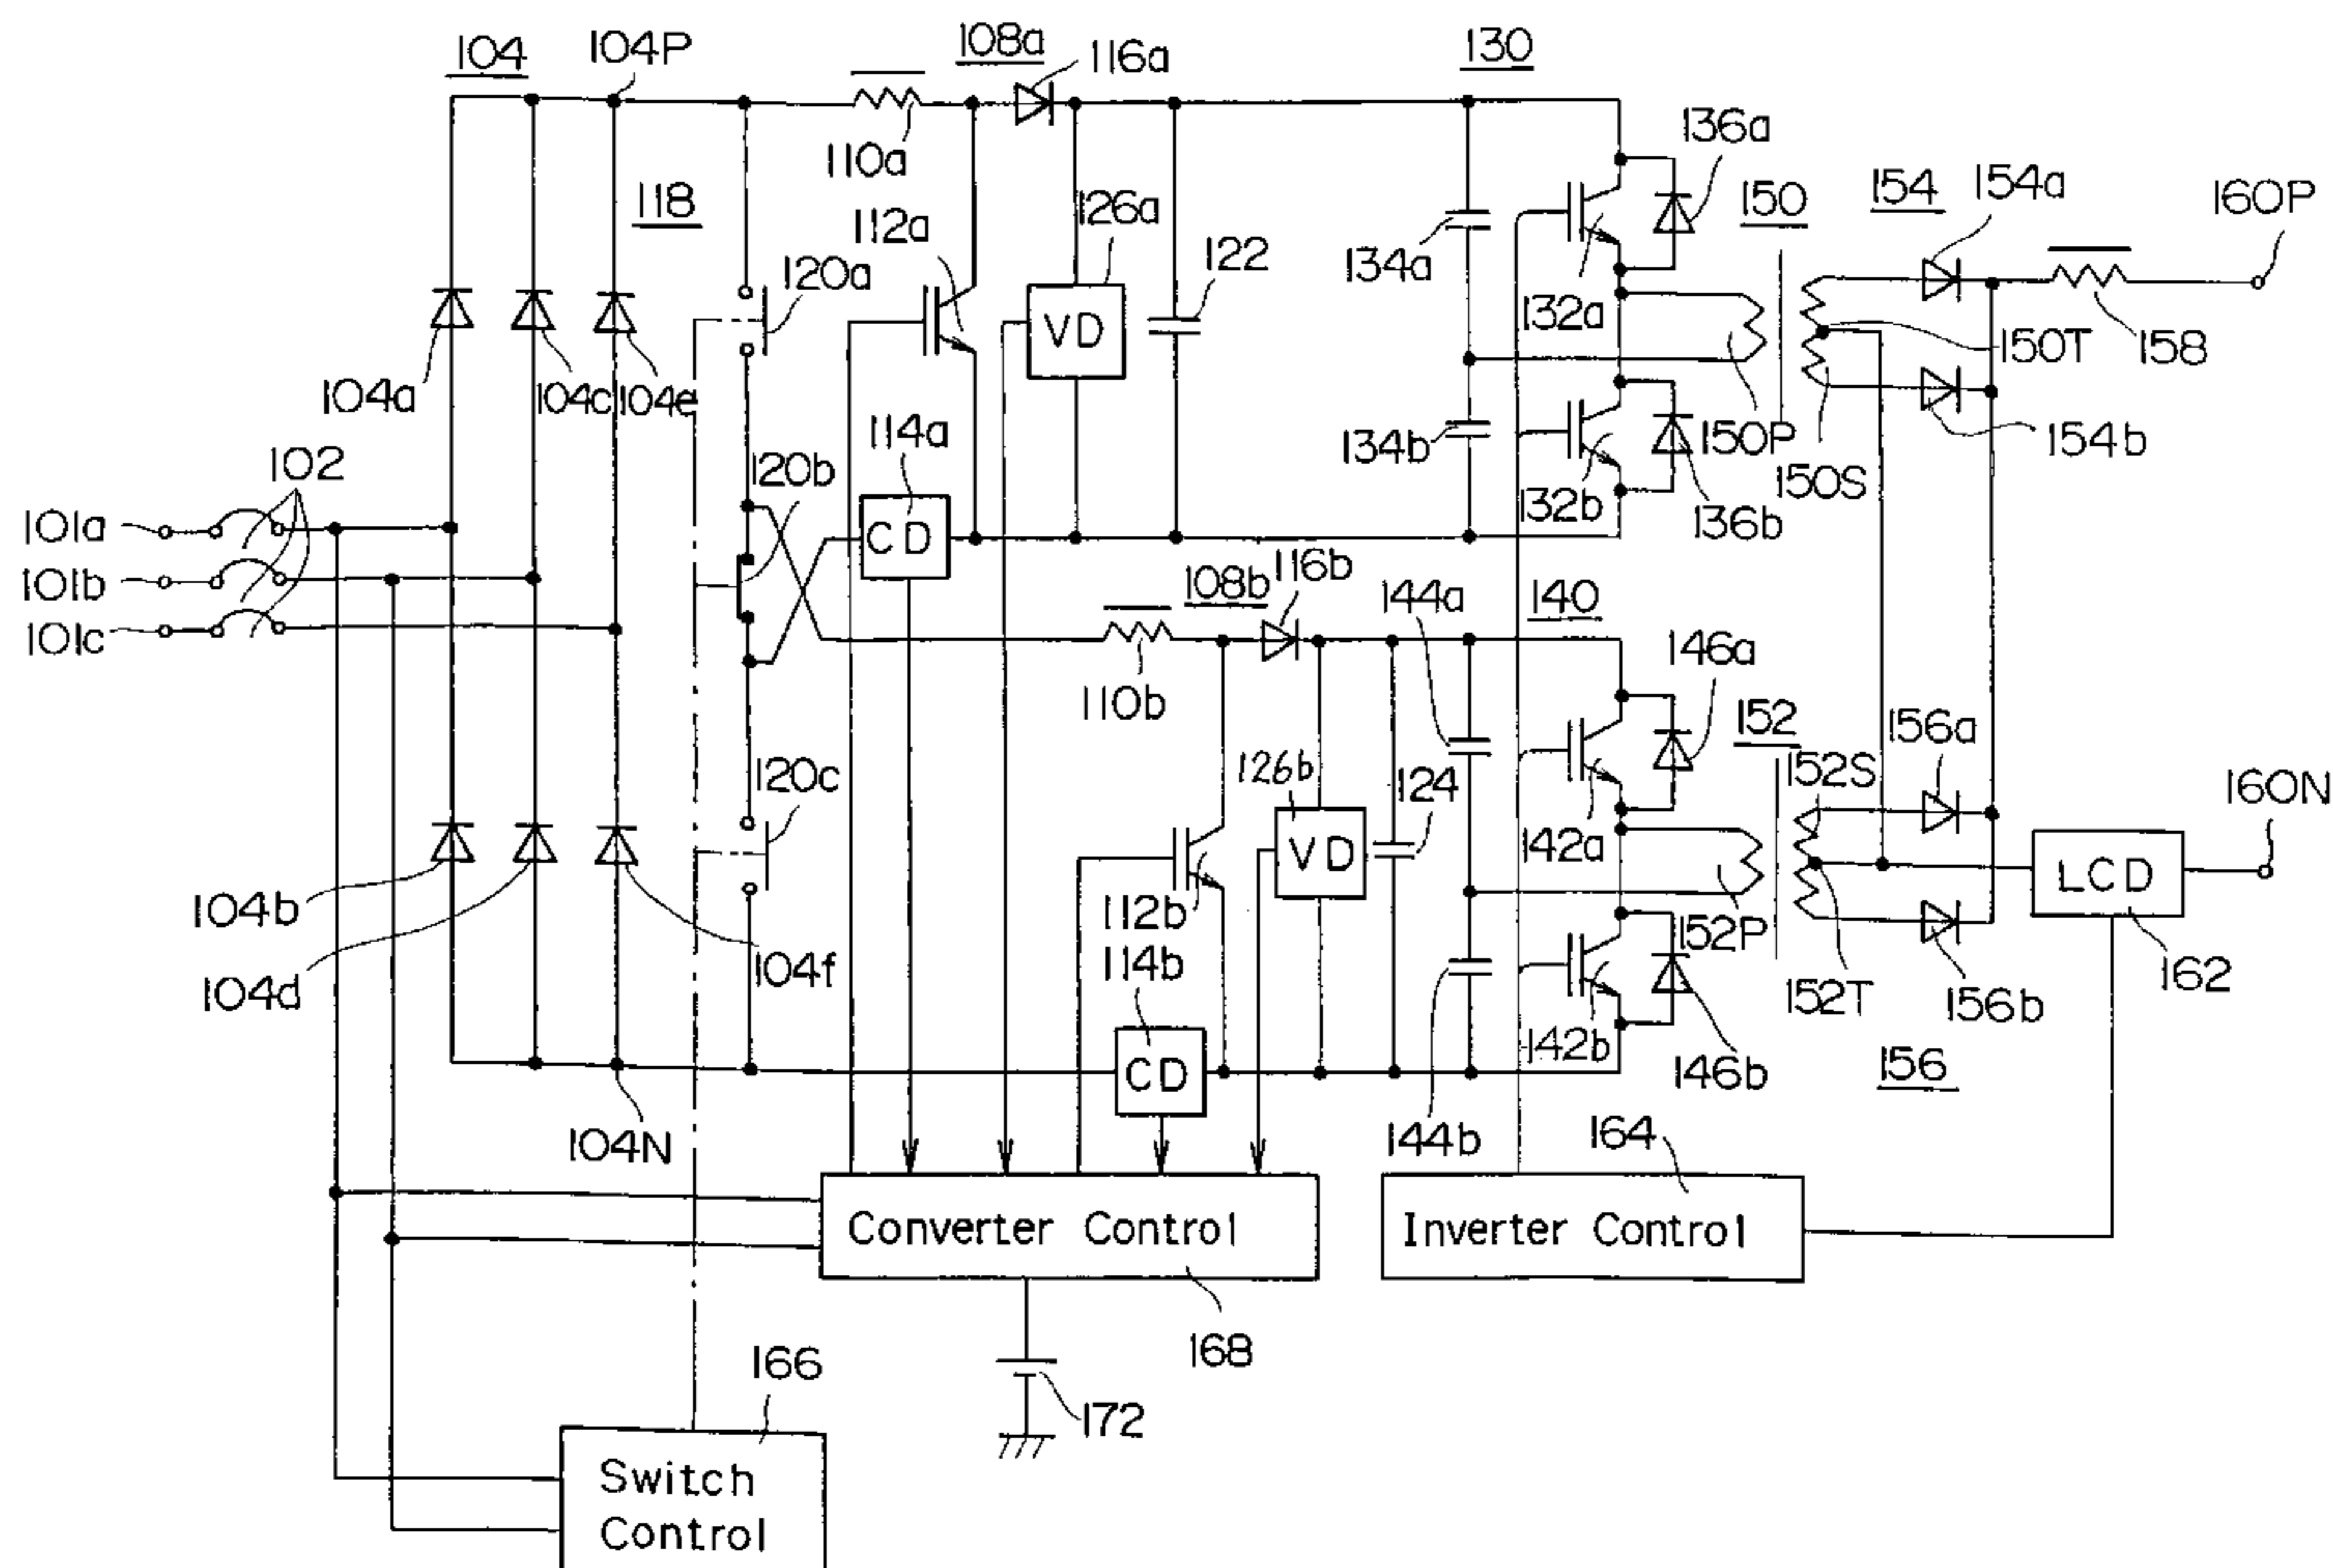 104
104P
108a
116a
130
110a
136a
118
112a
126a
122
134a
150
154
154a
160P
120a
132a
104a
104c
104e
150T
158
114a
134b
150P
154b
102
120b
132b
150S
136b
101a
CD
VD
101b
108b
116b
144a
140
101c
110b
146a
152
156a
120c
126b
124
152S
160N
142a
104b
112b
VD
152P
LCD
104d
104f
114b
152T
156b
162
142b
CD
146b
156
104N
144b
164
Converter Control
Inverter Control
168
166
172
Switch
Control